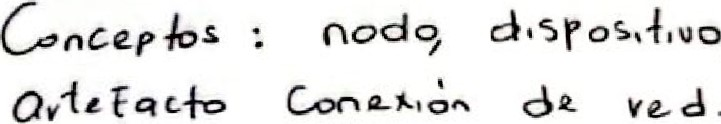 Conceptos: nodo, dispositivo
artefacto Conexión de red.